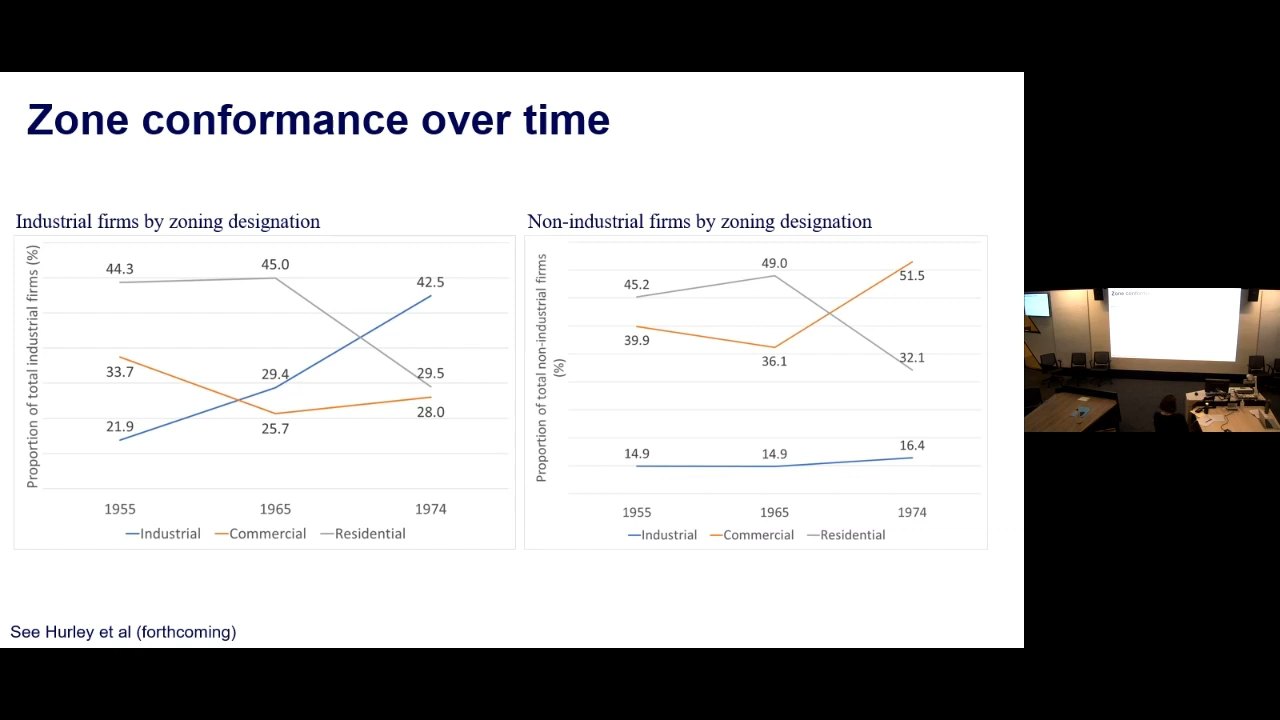 Zone conformance over time
Industrial firms by zoning designation
Proportion of total industrial firms (%)
44.3
45.0
42.5
33.7
29.4
29.5
21.9
25.7
28.0
1955
1965
1974
Industrial
Commercial
Residential
Non-industrial firms by zoning designation
Proportion of total non-industrial firms
(%)
45.2
49.0
51.5
39.9
36.1
32.1
14.9
14.9
16.4
1955
1965
1974
Industrial
Commercial
Residential
See Hurley et al (forthcoming)